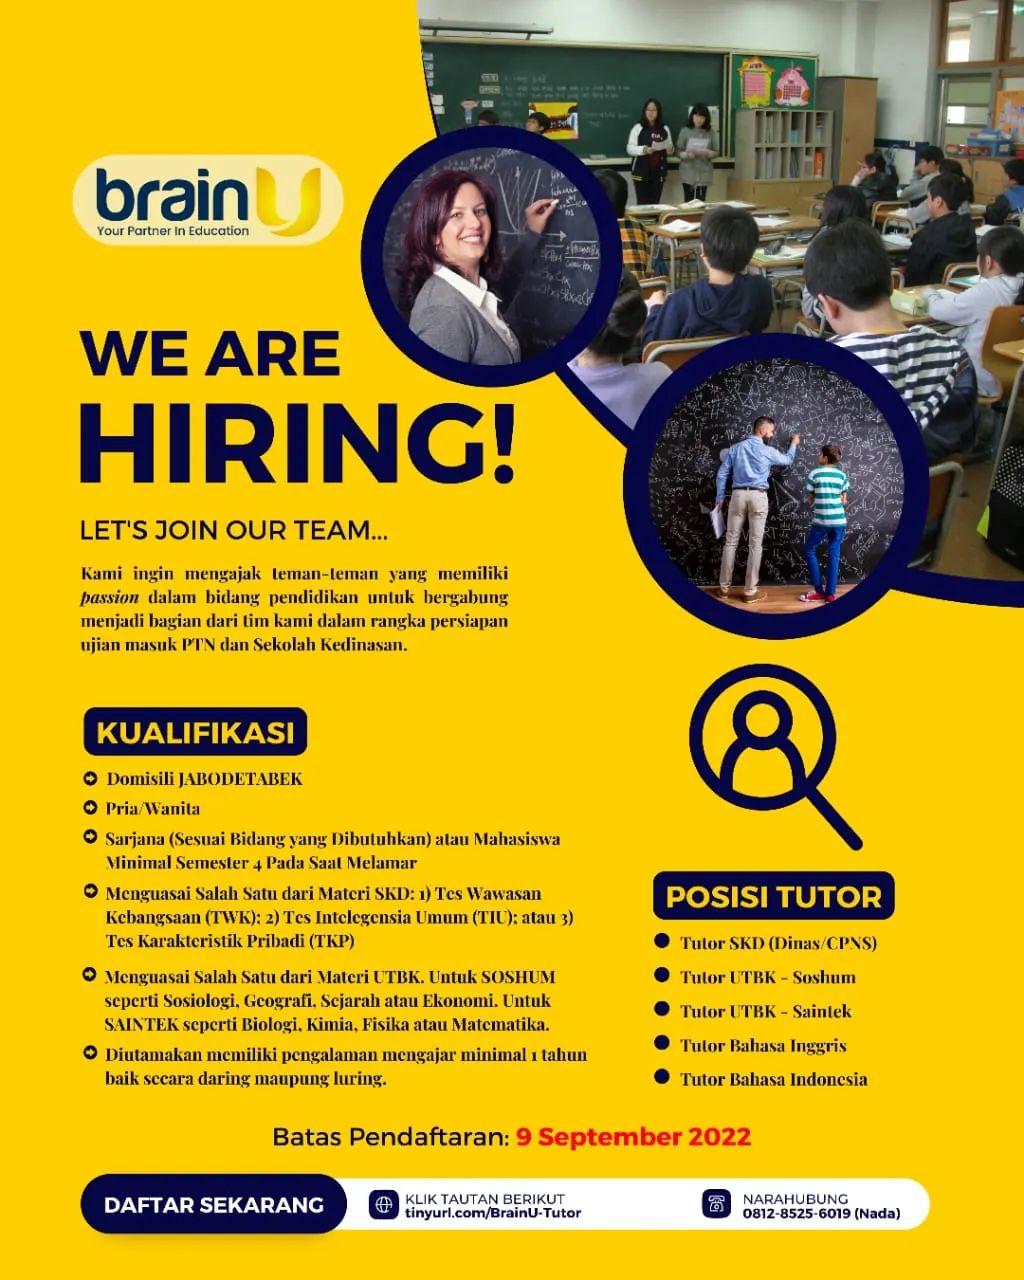 brain U
Your Partner In Education
WE ARE
HIRING!
LET'S JOIN OUR TEAM...
Kami ingin mengajak teman-teman yang memiliki
passion dalam bidang pendidikan untuk bergabung
menjadi bagian dari tim kami dalam rangka persiapan
ujian masuk PTN dan Sekolah Kedinasan.
KUALIFIKASI
Domisili JABODETABEK
Pria/Wanita
Sarjana (Sesuai Bidang yang Dibutuhkan) atau Mahasiswa
Minimal Semester 4 Pada Saat Melamar
Menguasai Salah Satu dari Materi SKD: 1) Tes Wawasan
Kebangsaan (TWK); 2) Tes Intelegensia Umum (TIU); atau 3)
Tes Karakteristik Pribadi (TKP)
Menguasai Salah Satu dari Materi UTBK. Untuk SOSHUM
seperti Sosiologi, Geografi, Sejarah atau Ekonomi. Untuk
SAINTEK seperti Biologi, Kimia, Fisika atau Matematika.
Diutamakan memiliki pengalaman mengajar minimal 1 tahun
baik secara daring maupung luring.
POSISI TUTOR
Tutor SKD (Dinas/CPNS)
Tutor UTBK - Soshum
Tutor UTBK - Saintek
Tutor Bahasa Inggris
Tutor Bahasa Indonesia
Batas Pendaftaran: 9 September 2022
DAFTAR SEKARANG
KLIK TAUTAN BERIKUT
tinyurl.com/BrainU-Tutor
NARAHUBUNG
0812-8525-6019 (Nada)